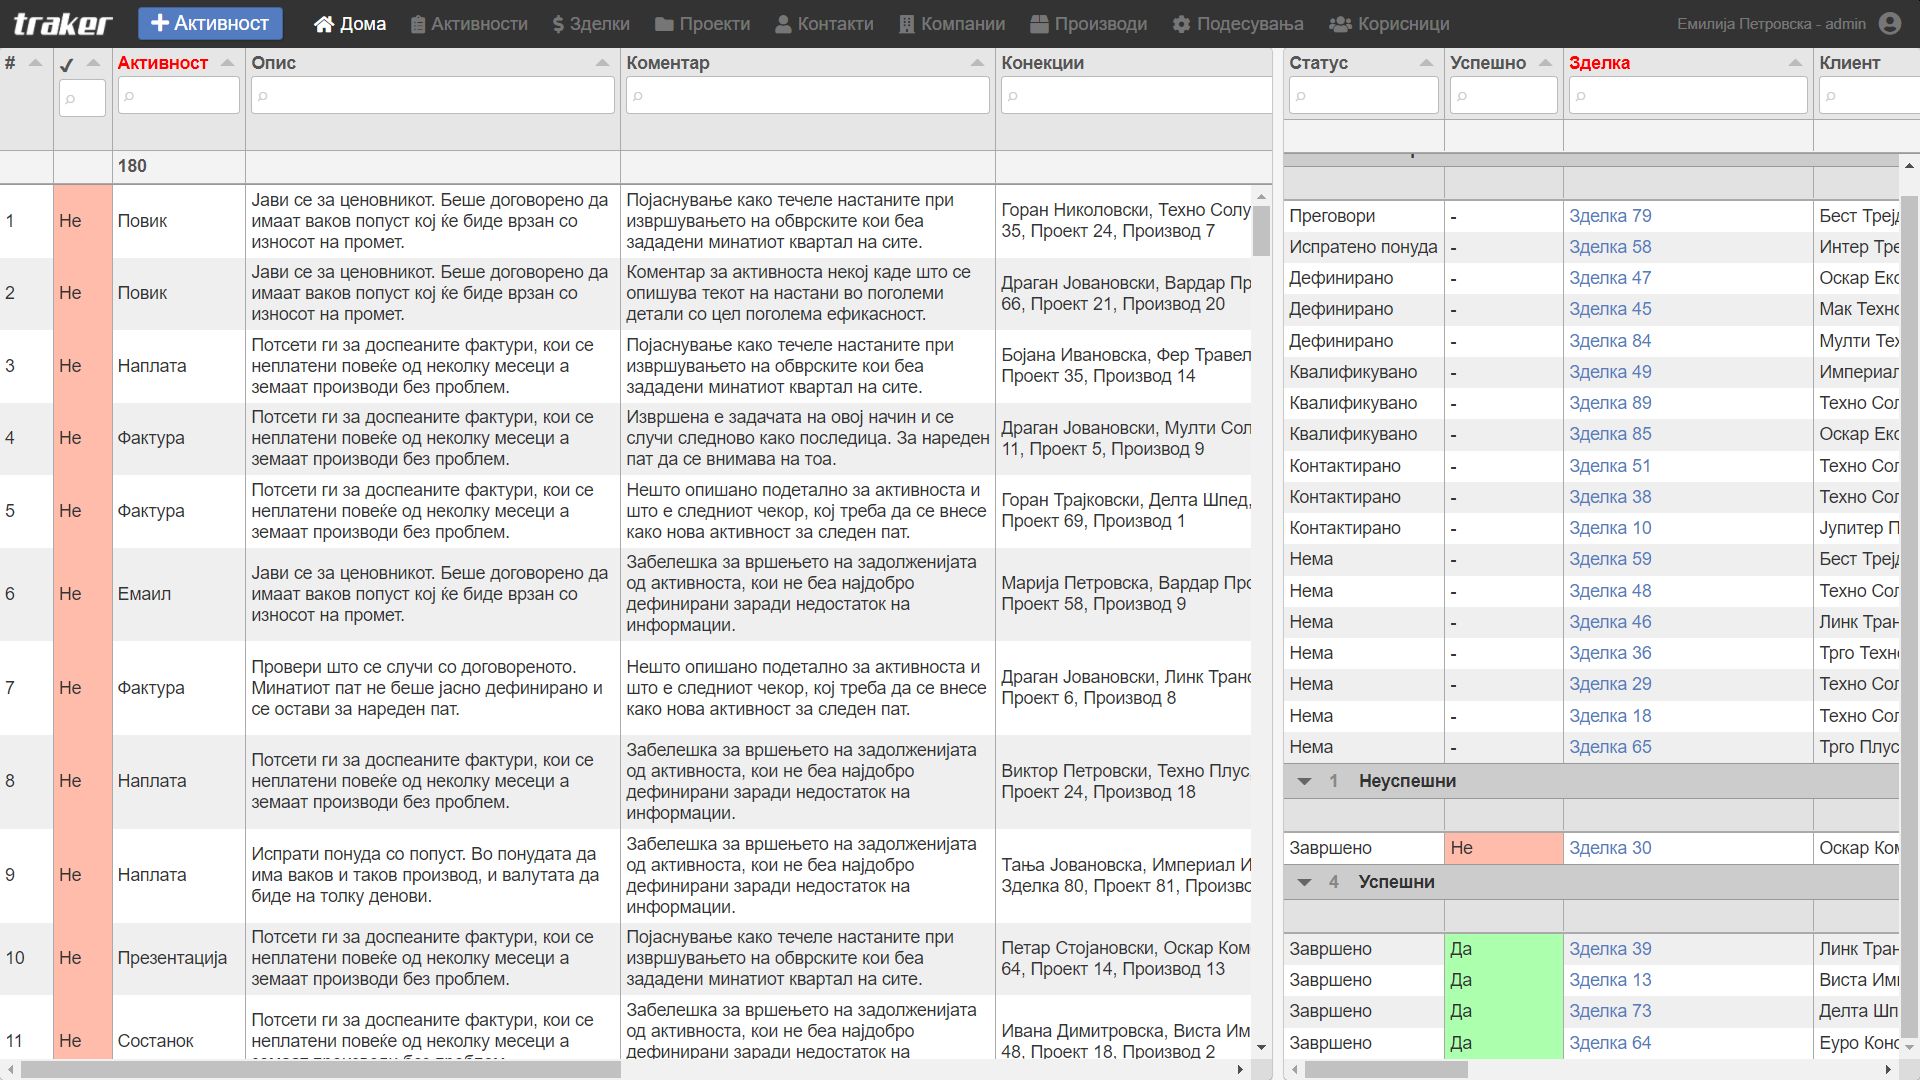 traker
Активност
Дома
Активности
Зделки
Проекти
Контакти
Компании
Производи
Подесувања
Корисници
Емилија Петровска - admin
# ✓ Активност Опис Коментар Конекции
180
1 Не Повик
Јави се за ценовникот. Беше договорено да
имаат ваков попуст кој ќе биде врзан со
износот на промет.
Појаснување како течеле настаните при
извршувањето на обврските кои беа
зададени минатиот квартал на сите.
Горан Николовски, Техно Солу
35, Проект 24, Производ 7
2 Не Повик
Јави се за ценовникот. Беше договорено да
имаат ваков попуст кој ќе биде врзан со
износот на промет.
Коментар за активноста некој каде што се
опишува текот на настани во поголеми
детали со цел поголема ефикасност.
Драган Јовановски, Вардар Пр
66, Проект 21, Производ 20
3 Не Наплата
Потсети ги за доспеаните фактури, кои се
неплатени повеќе од неколку месеци а
земаат производи без проблем.
Појаснување како течеле настаните при
извршувањето на обврските кои беа
зададени минатиот квартал на сите.
Бојана Ивановска, Фер Травел
Проект 35, Производ 14
4 Не Фактура
Потсети ги за доспеаните фактури, кои се
неплатени повеќе од неколку месеци а
земаат производи без проблем.
Извршена е задачата на овој начин и се
случи следново како последица. За нареден
пат да се внимава на тоа.
Драган Јовановски, Мулти Сол
11, Проект 5, Производ 9
5 Не Фактура
Потсети ги за доспеаните фактури, кои се
неплатени повеќе од неколку месеци а
земаат производи без проблем.
Нешто опишано подетално за активноста и
што е следниот чекор, кој треба да се внесе
како нова активност за следен пат.
Горан Трајковски, Делта Шпед,
Проект 69, Производ 1
6 Не Емаил
Јави се за ценовникот. Беше договорено да
имаат ваков попуст кој ќе биде врзан со
износот на промет.
Забелешка за вршењето на задолженијата
од активноста, кои не беа најдобро
дефинирани заради недостаток на
информации.
Марија Петровска, Вардар Про
Проект 58, Производ 9
7 Не Фактура
Провери што се случи со договореното.
Минатиот пат не беше јасно дефинирано и
се остави за нареден пат.
Нешто опишано подетално за активноста и
што е следниот чекор, кој треба да се внесе
како нова активност за следен пат.
Драган Јовановски, Линк Транс
Проект 6, Производ 8
8 Не Наплата
Потсети ги за доспеаните фактури, кои се
неплатени повеќе од неколку месеци а
земаат производи без проблем.
Забелешка за вршењето на задолженијата
од активноста, кои не беа најдобро
дефинирани заради недостаток на
информации.
Виктор Петровски, Техно Плус,
Проект 24, Производ 18
9 Не Наплата
Испрати понуда со попуст. Во понудата да
има ваков и таков производ, и валутата да
биде на толку денови.
Забелешка за вршењето на задолженијата
од активноста, кои не беа најдобро
дефинирани заради недостаток на
информации.
Тања Јовановска, Империал И
Зделка 80, Проект 81, Произво
10 Не Презентација
Потсети ги за доспеаните фактури, кои се
неплатени повеќе од неколку месеци а
земаат производи без проблем.
Појаснување како течеле настаните при
извршувањето на обврските кои беа
зададени минатиот квартал на сите.
Петар Стојановски, Оскар Ком
64, Проект 14, Производ 13
11 Не Состанок
Потсети ги за доспеаните фактури, кои се
неплатени повеќе од неколку месеци а
земаат производи без проблем.
Забелешка за вршењето на задолженијата
од активноста, кои не беа најдобро
дефинирани заради недостаток на
Ивана Димитровска, Виста Им
48, Проект 18, Производ 2
Статус Успешно Зделка Клиент
Преговори - Зделка 79 Бест Трејд
Испратено понуда - Зделка 58 Интер Тре
Дефинирано - Зделка 47 Оскар Екс
Дефинирано - Зделка 45 Мак Техно
Дефинирано - Зделка 84 Мулти Тех
Квалификувано - Зделка 49 Империал
Квалификувано - Зделка 89 Техно Сол
Квалификувано - Зделка 85 Оскар Екс
Контактирано - Зделка 51 Техно Сол
Контактирано - Зделка 38 Техно Сол
Контактирано - Зделка 10 Јупитер П
Нема - Зделка 59 Бест Трејд
Нема - Зделка 48 Техно Сол
Нема - Зделка 46 Линк Тран
Нема - Зделка 36 Трго Техн
Нема - Зделка 29 Техно Сол
Нема - Зделка 18 Техно Сол
Нема - Зделка 65 Трго Плус
1 Неуспешни
Завршено Не Зделка 30 Оскар Ком
4 Успешни
Завршено Да Зделка 39 Линк Тран
Завршено Да Зделка 13 Виста Им
Завршено Да Зделка 73 Делта Шп
Завршено Да Зделка 64 Еуро Конс